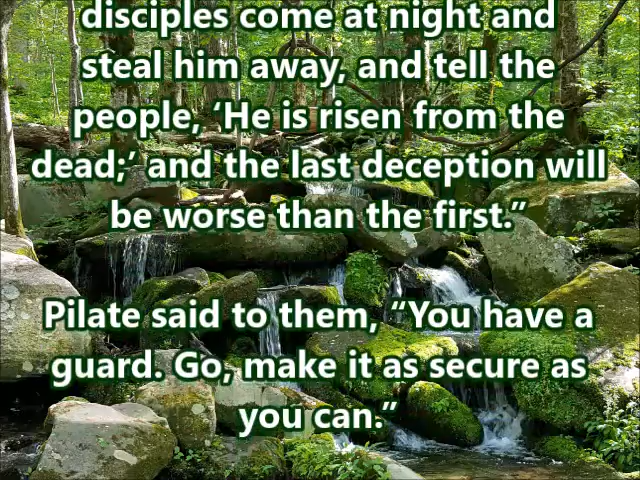 disciples come at night and
steal him away, and tell the
people, ‘He is risen from the
dead;’ and the last deception will
be worse than the first.”
Pilate said to them, “You have a
guard. Go, make it as secure as
you can.”